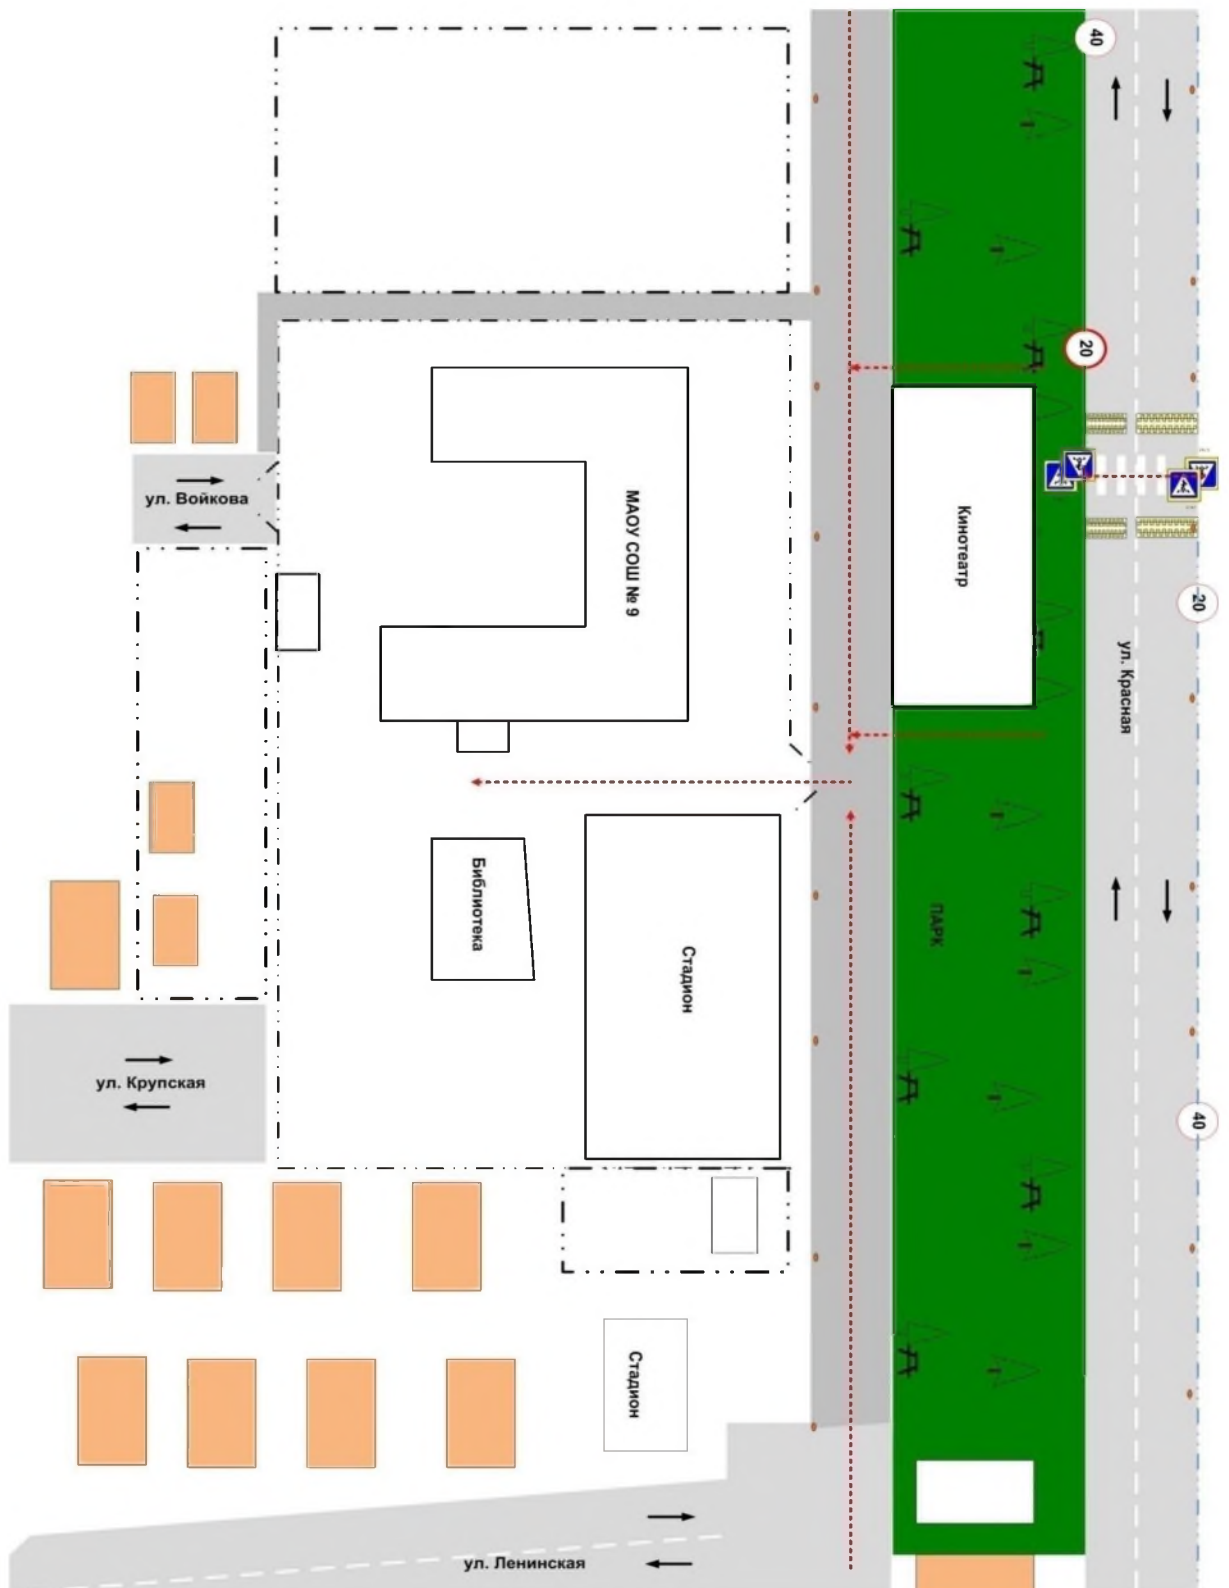 40
20
ул. Войкова
МАОУ СОШ № 9
Кинотеатр
20
ул. Красная
Библиотека
ПАРК
Стадион
ул. Крупская
40
Стадион
ул. Ленинская